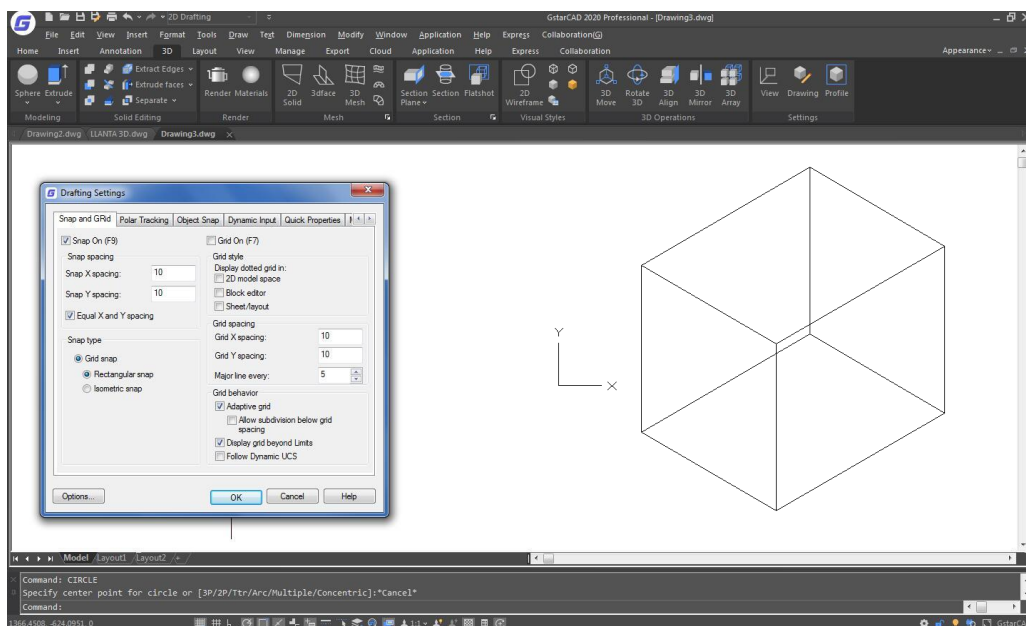 2D Drafting
GstarCAD 2020 Professional - [Drawing3.dwg]
File Edit View Insert Format Tools Draw Text Dimension Modify Window Application Help Express Collaboration(G)
Home Insert Annotation 3D Layout View Manage Export Cloud Application Help Express Collaboration Appearance
Extract Edges
Extrude faces
Separate
Sphere Extrude
Render Materials
2D Solid
3dface
3D Mesh
Section Plane
Section
Flatshot
2D Wireframe
3D Move
Rotate 3D
3D Align
3D Mirror
3D Array
View Drawing Profile
Modeling Solid Editing Render Mesh Section Visual Styles 3D Operations Settings
Drawing2.dwg LLANTA 3D.dwg Drawing3.dwg
Drafting Settings
Snap and GRid Polar Tracking Object Snap Dynamic Input Quick Properties
Snap On (F9)
Snap spacing
Snap X spacing: 10
Snap Y spacing: 10
Equal X and Y spacing
Snap type
Grid snap
Rectangular snap
Isometric snap
Grid On (F7)
Grid style
Display dotted grid in:
2D model space
Block editor
Sheet/layout
Grid spacing
Grid X spacing: 10
Grid Y spacing: 10
Major line every: 5
Grid behavior
Adaptive grid
Allow subdivision below grid
spacing
Display grid beyond Limits
Follow Dynamic UCS
Options... OK Cancel Help
Y
X
Model Layout1 Layout2 +
Command: CIRCLE
Specify center point for circle or [3P/2P/Ttr/Arc/Multiple/Concentric]:*Cancel*
Command:
1366.4508, -624.0951, 0
1:1
GstarCA